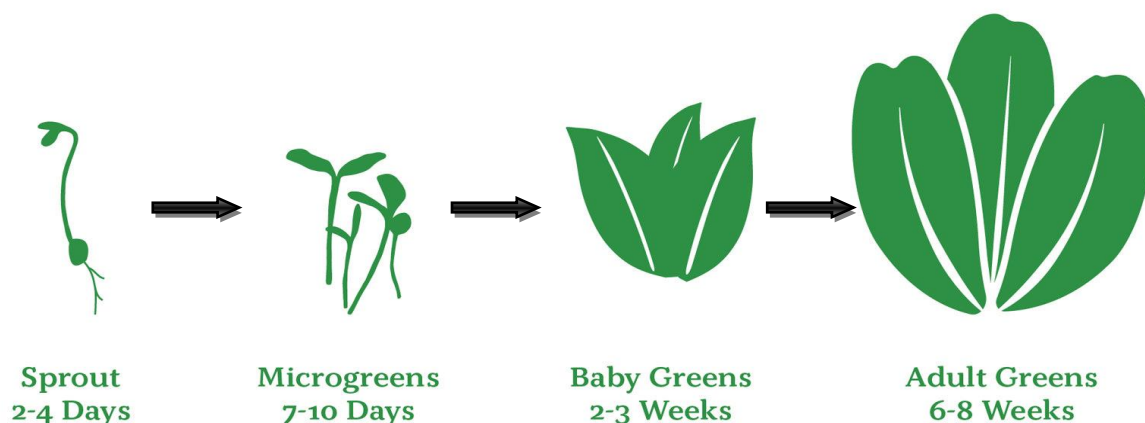 Sprout
2-4 Days
Microgreens
7-10 Days
Baby Greens
2-3 Weeks
Adult Greens
6-8 Weeks